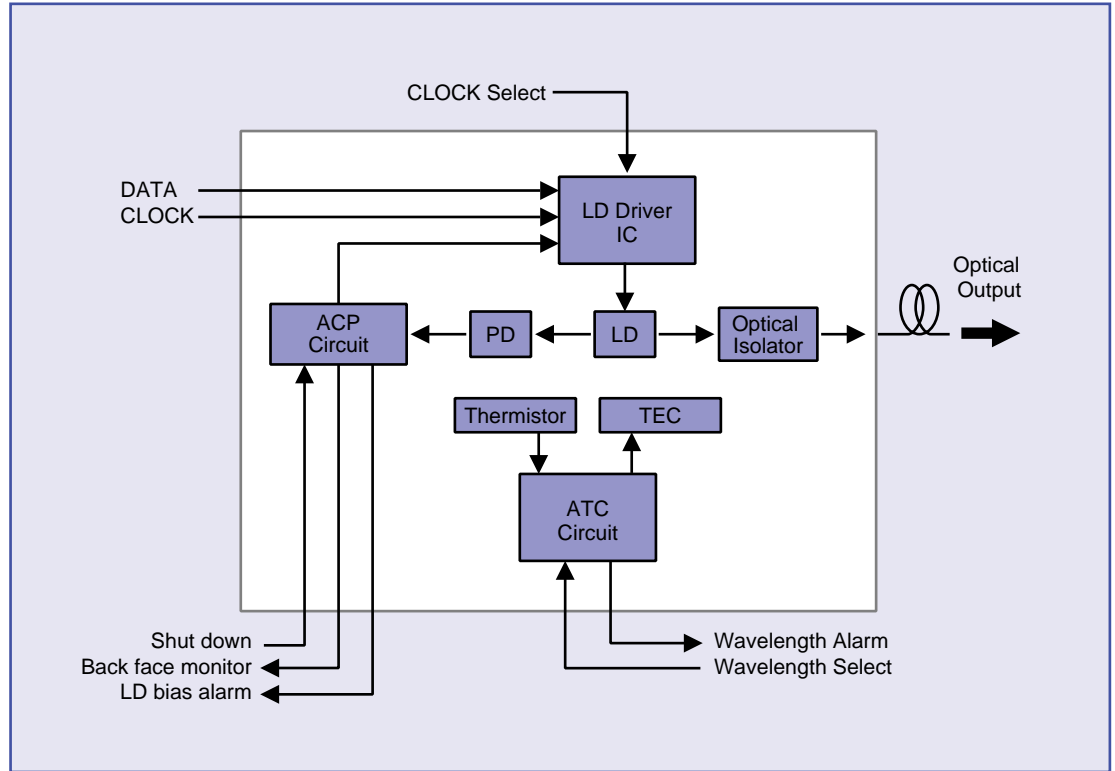 CLOCK Select
DATA
CLOCK
LD Driver
IC
Optical
Output
ACP
Circuit
PD
LD
Optical
Isolator
Thermistor
TEC
ATC
Circuit
Shut down
Back face monitor
LD bias alarm
Wavelength Alarm
Wavelength Select